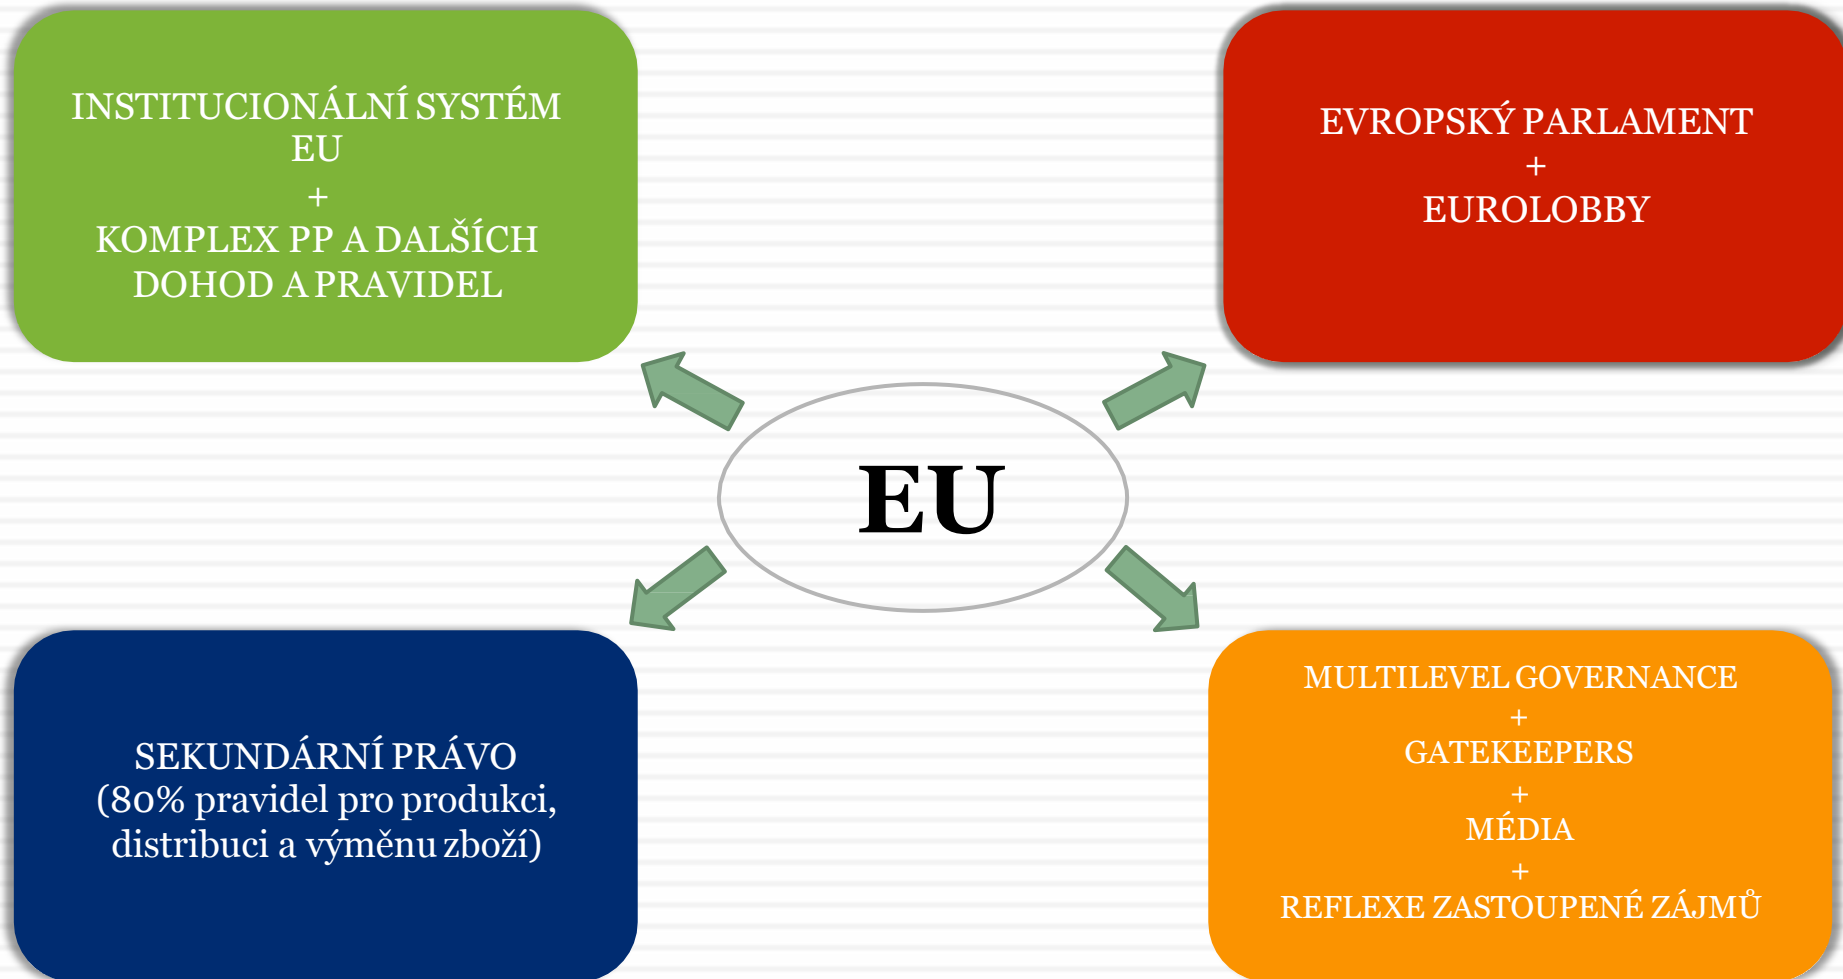 INSTITUCIONÁLNÍ SYSTÉM
EU
+
KOMPLEX PP A DALŠÍCH
DOHOD A PRAVIDEL
EVROPSKÝ PARLAMENT
+
EUROLOBBY
EU
SEKUNDÁRNÍ PRÁVO
(80% pravidel pro produkci,
distribuci a výměnu zboží)
MULTILEVEL GOVERNANCE
+
GATEKEEPERS
+
MÉDIA
+
REFLEXE ZASTOUPENÉ ZÁJMŮ